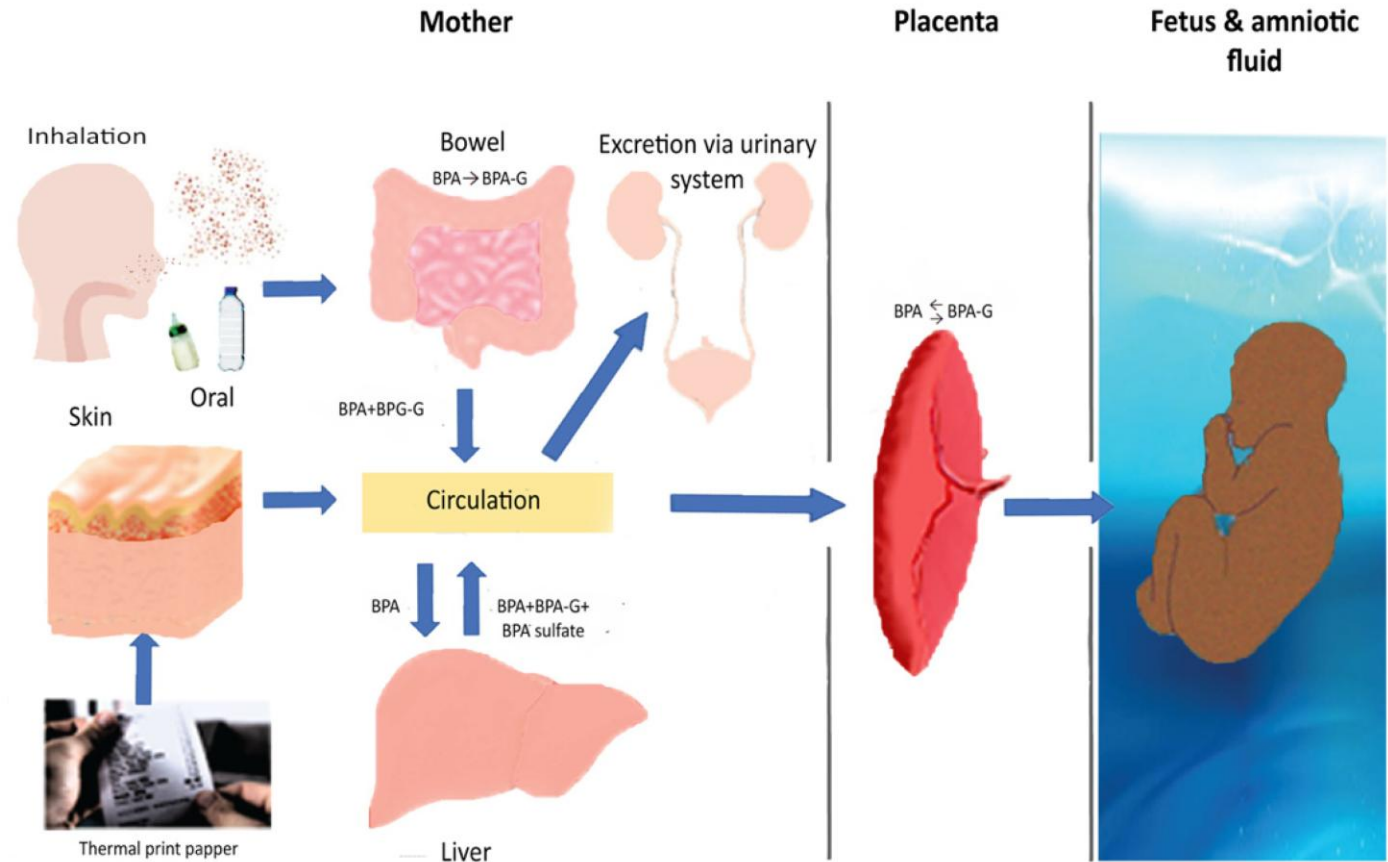 Mother
Placenta
Fetus & amniotic
fluid
Inhalation
Oral
Bowel
BPA→BPA-G
Excretion via urinary
system
BPA+BPG-G
Skin
Circulation
BPA
BPA+BPA-G+
BPA sulfate
Liver
Thermal print papper
BPA ⇆ BPA-G